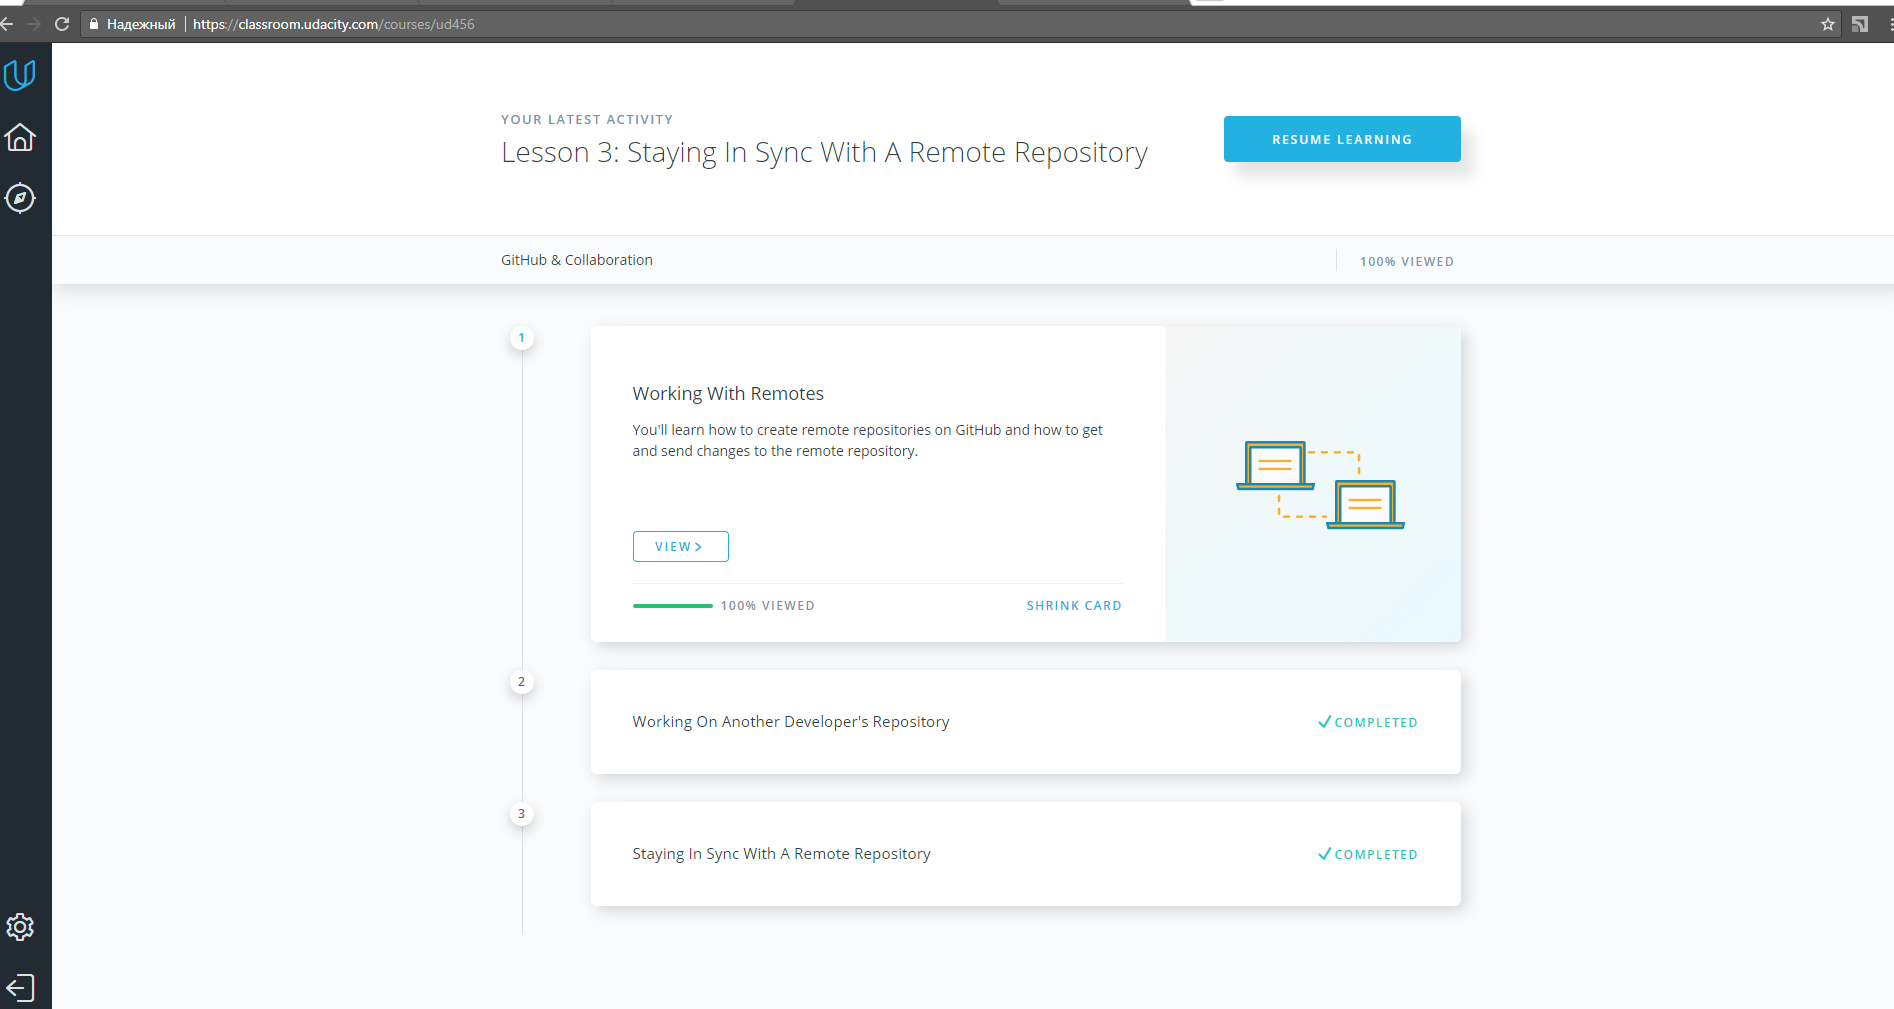 Надежный
https://classroom.udacity.com/courses/ud456
YOUR LATEST ACTIVITY
Lesson 3: Staying In Sync With A Remote Repository
RESUME LEARNING
GitHub & Collaboration
100% VIEWED
1
Working With Remotes
You'll learn how to create remote repositories on GitHub and how to get
and send changes to the remote repository.
VIEW
100% VIEWED
SHRINK CARD
2
Working On Another Developer's Repository
COMPLETED
3
Staying In Sync With A Remote Repository
COMPLETED